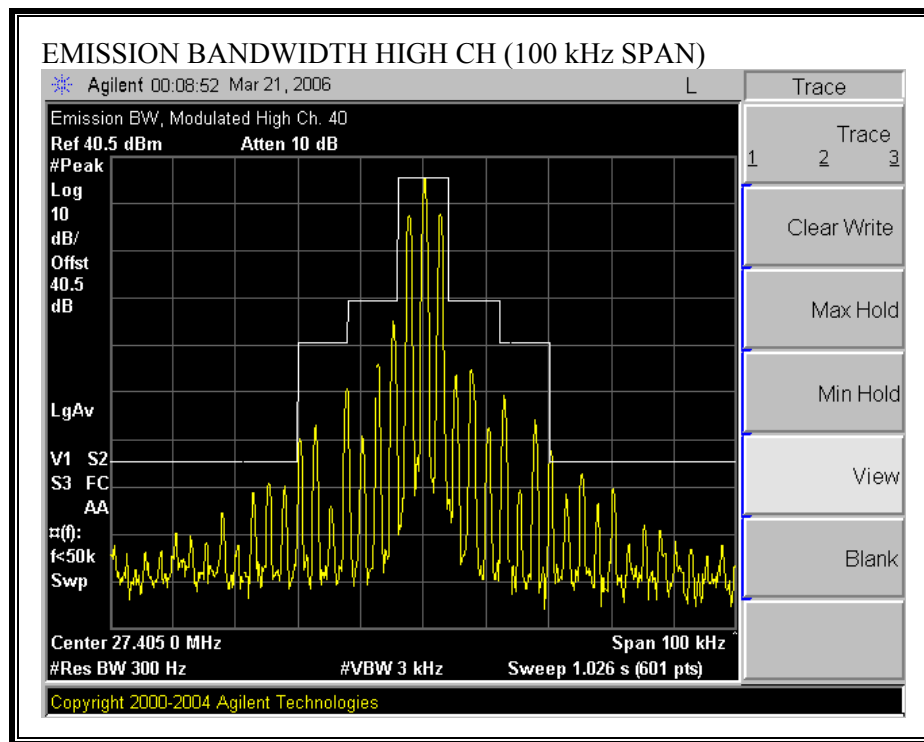 EMISSION BANDWIDTH HIGH CH (100 kHz SPAN)
Agilent 00:08:52 Mar 21, 2006 L
Trace
Emission BW, Modulated High Ch. 40
Ref 40.5 dBm Atten 10 dB
#Peak
Log
10
dB/
Offst
40.5
dB
LgAv
V1 S2
S3 FC
AA
¤(f):
f<50k
Swp
Center 27.405 0 MHz Span 100 kHz ^
#Res BW 300 Hz #VBW 3 kHz Sweep 1.026 s (601 pts)
Trace
1 2 3
Clear Write
Max Hold
Min Hold
View
Blank
Copyright 2000-2004 Agilent Technologies